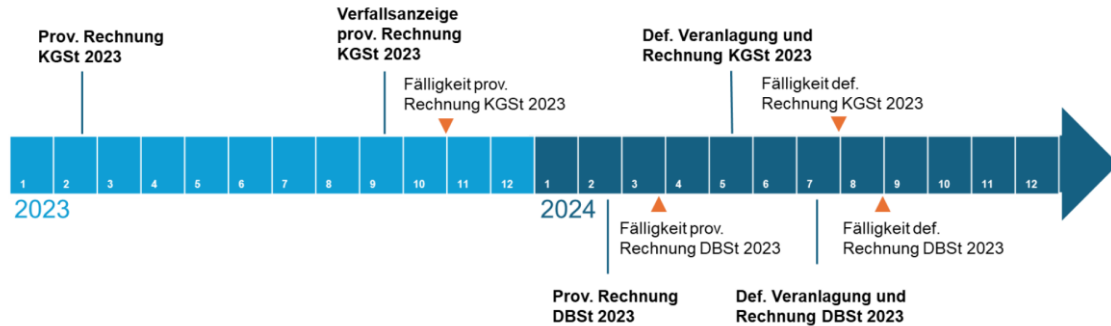 Prov. Rechnung
KGSt 2023
Verfallsanzeige
prov. Rechnung
KGSt 2023
Fälligkeit prov.
Rechnung KGSt 2023
Def. Veranlagung und
Rechnung KGSt 2023
Fälligkeit def.
Rechnung KGSt 2023
1 2 3 4 5 6 7 8 9 10 11 12 1 2 3 4 5 6 7 8 9 10 11 12
2023 2024
Fälligkeit prov.
Rechnung DBSt 2023
Fälligkeit def.
Rechnung DBSt 2023
Prov. Rechnung
DBSt 2023
Def. Veranlagung und
Rechnung DBSt 2023